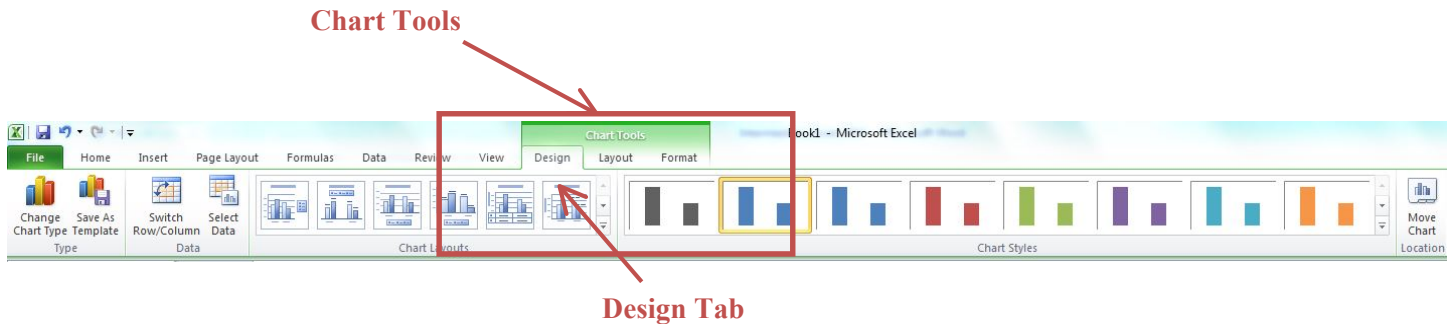 Chart Tools
Chart Tools
Book1 - Microsoft Excel
File Home Insert Page Layout Formulas Data Review View Design Layout Format
Change Save As Switch Select Move
Chart Type Template Row/Column Data Chart
Type Data Chart Layouts Chart Styles Location
Design Tab